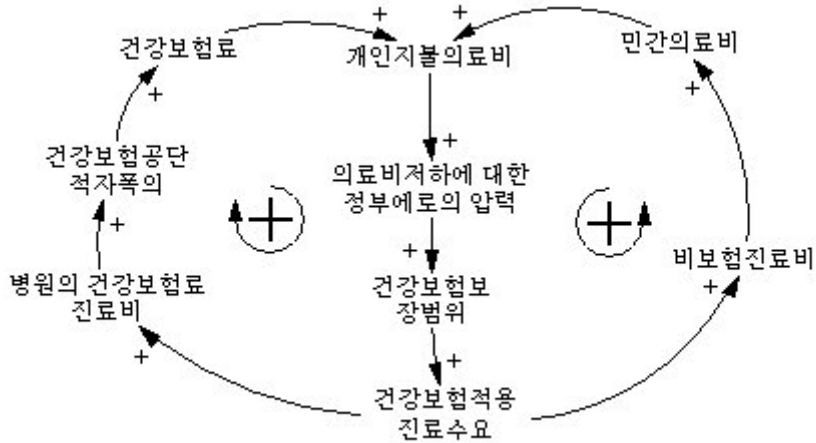 건강보험료
개인지불의료비
민간의료비
건강보험공단
적자폭의
의료비저하에 대한
정부에로의 압력
비보험진료비
병원의 건강보험료
진료비
건강보험보
장범위
건강보험적용
진료수요
+
+
+
+
+
+
+
+
+
+
+
+